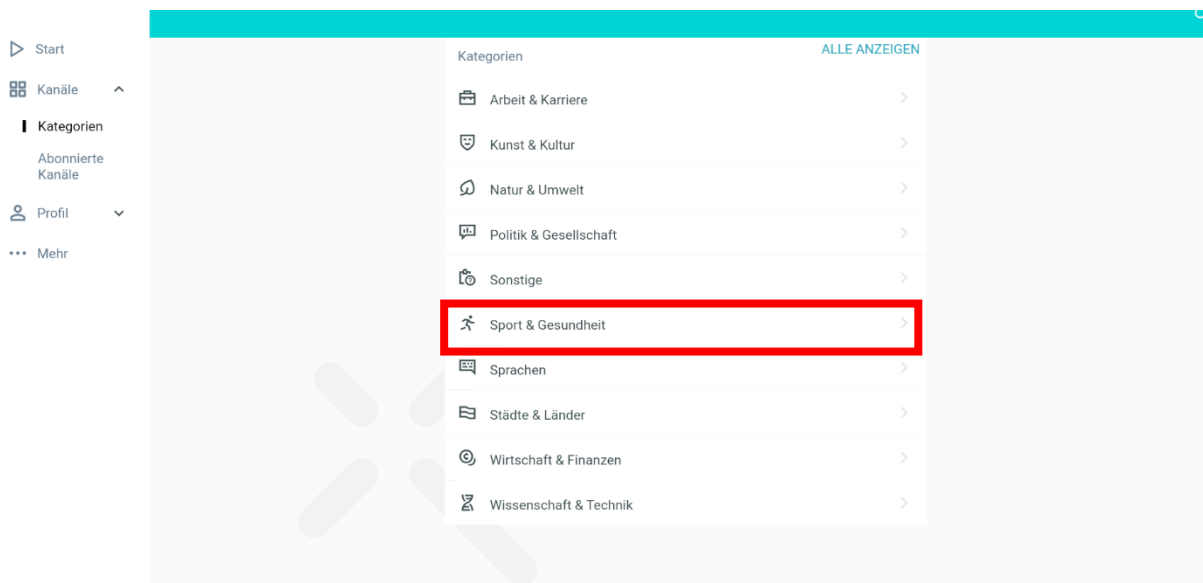 Start
Kanäle
Kategorien
Abonnierte
Kanäle
Profil
Mehr
Kategorien
ALLE ANZEIGEN
Arbeit & Karriere
Kunst & Kultur
Natur & Umwelt
Politik & Gesellschaft
Sonstige
Sport & Gesundheit
Sprachen
Städte & Länder
Wirtschaft & Finanzen
Wissenschaft & Technik